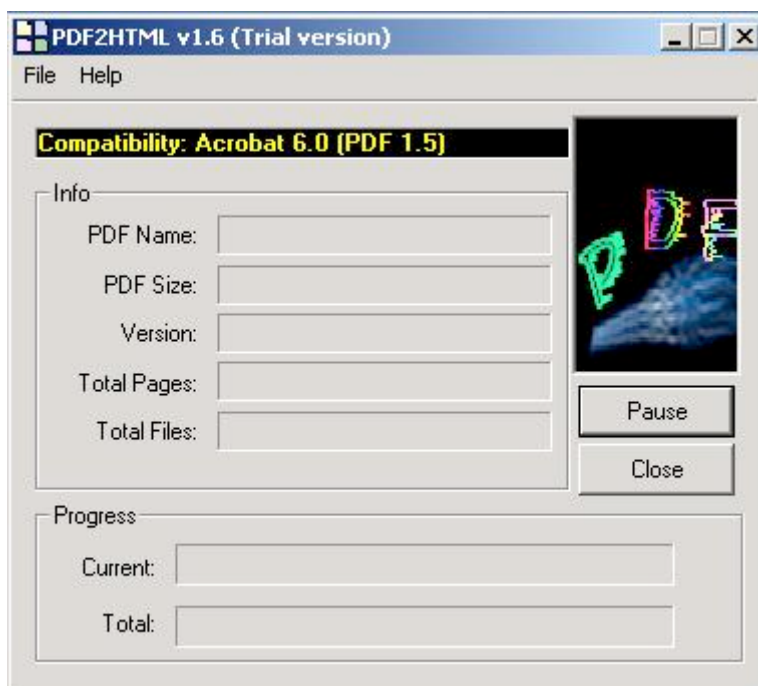 PDF2HTML v1.6 (Trial version)
File Help
Compatibility: Acrobat 6.0 (PDF 1.5)
Info
PDF Name:
PDF Size:
Version:
Total Pages:
Total Files:
PDF
Pause
Close
Progress
Current:
Total: